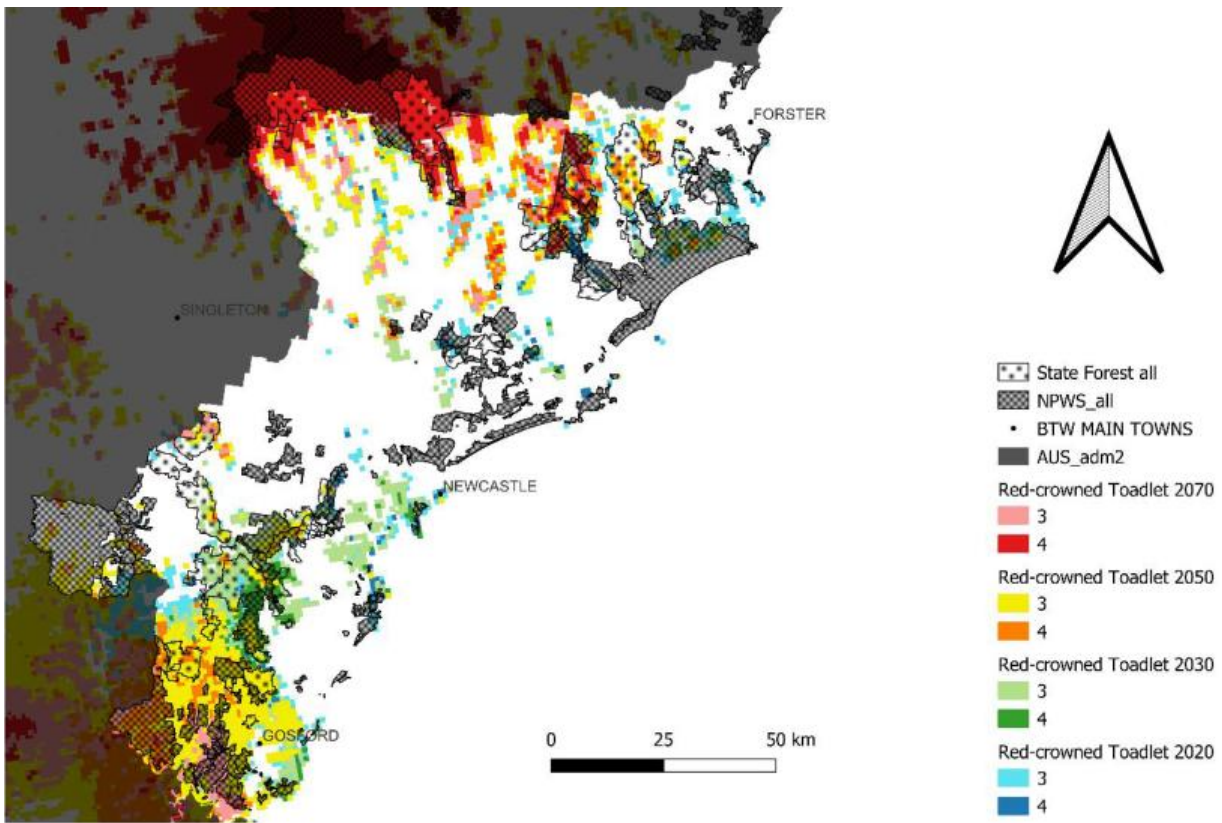 FORSTER
SINGLETON
NEWCASTLE
GOSFORD
0 25 50 km
State Forest all
NPWS_all
BTW MAIN TOWNS
AUS_adm2
Red-crowned Toadlet 2070
3
4
Red-crowned Toadlet 2050
3
4
Red-crowned Toadlet 2030
3
4
Red-crowned Toadlet 2020
3
4